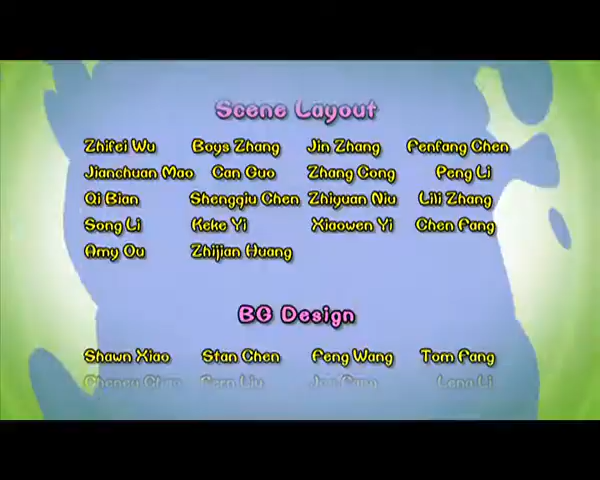 Scene Layout
Zhifei Wu Boys Zhang Jin Zhang Fenfang Chen
Jianchuan Mao Can Guo Zhang Cong Peng Li
Qi Bian Shengqiu Chen Zhiyuan Niu Lili Zhang
Song Li Keke Yi Xiaowen Yi Chen Fang
Amy Ou Zhijian Huang
BG Design
Shawn Xiao Stan Chen Feng Wang Tom Fang
Liu Li